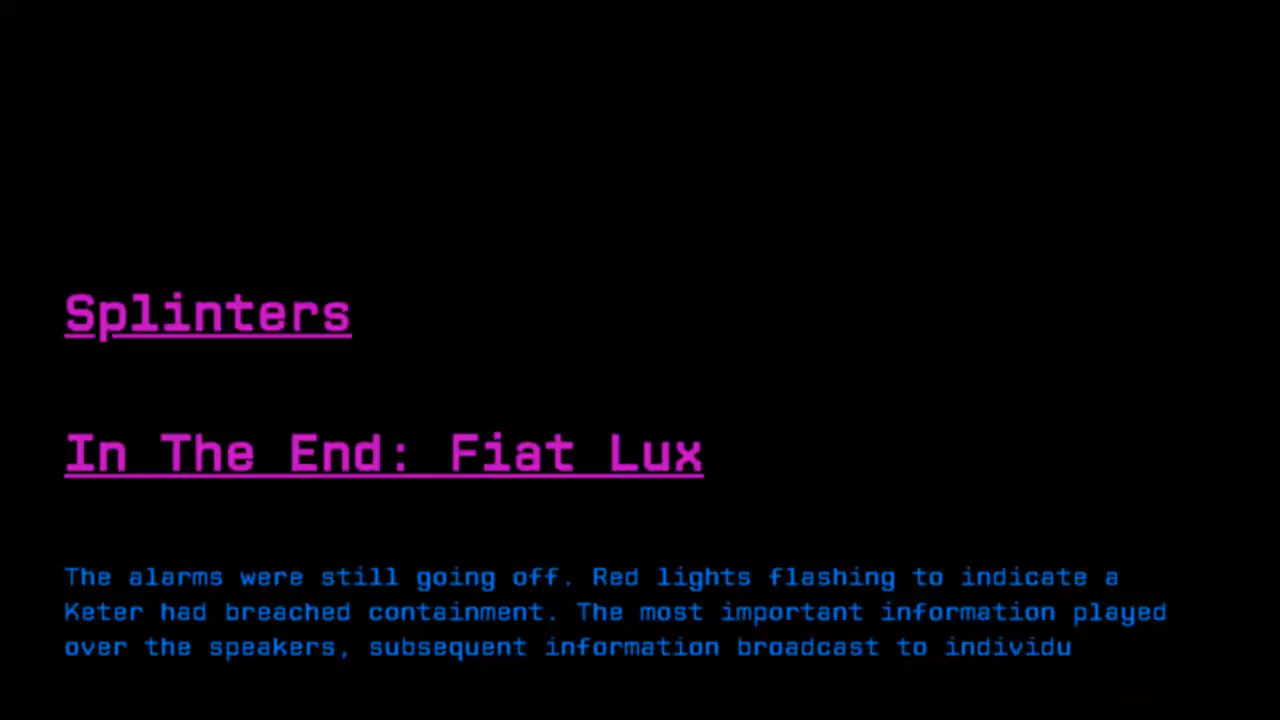 Splinters
In The End: Fiat Lux
The alarms were still going off. Red lights flashing to indicate a
Keter had breached containment. The most important information played
over the speakers, subsequent information broadcast to individu